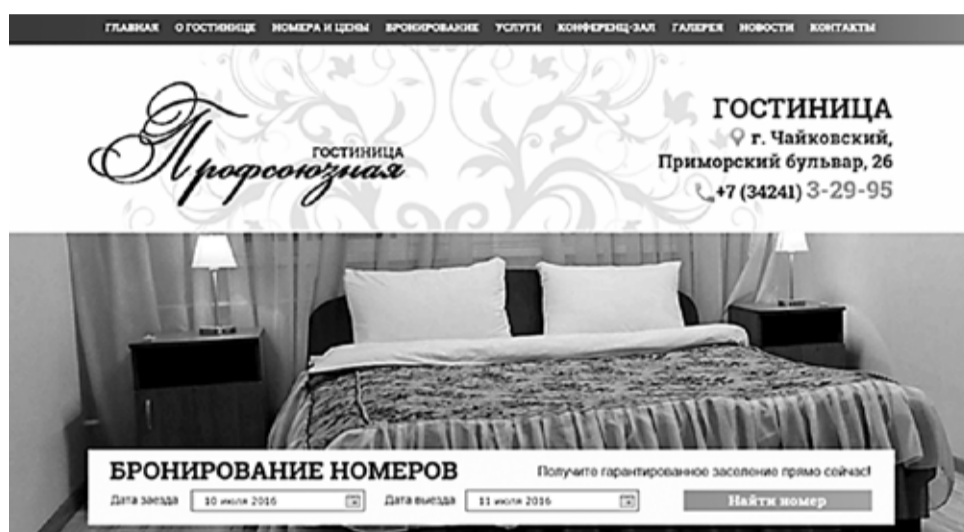 ГЛАВНАЯ О ГОСТИНИЦЕ НОМЕРА И ЦЕНЫ БРОНИРОВАНИЕ УСЛУГИ КОНФЕРЕНЦ-ЗАЛ ГАЛЕРЕЯ НОВОСТИ КОНТАКТЫ
ГОСТИНИЦА
Профсоюзная
ГОСТИНИЦА
г. Чайковский,
Приморский бульвар, 26
+7 (34241) 3-29-95
БРОНИРОВАНИЕ НОМЕРОВ Получите гарантированное заселение прямо сейчас!
Дата заезда 10 июля 2016 Дата выезда 11 июля 2016 Найти номер